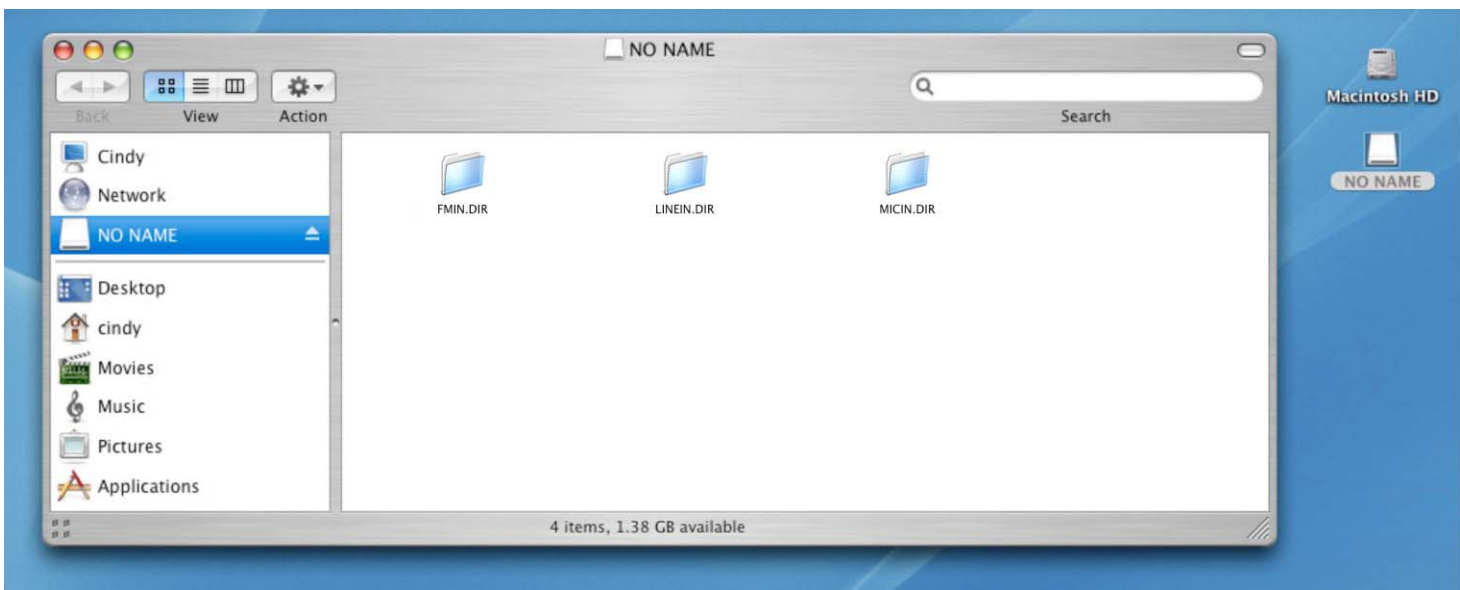 NO NAME
Back View Action Search
Macintosh HD
NO NAME
Cindy
Network
NO NAME
Desktop
cindy
Movies
Music
Pictures
Applications
FMIN.DIR LINEIN.DIR MICIN.DIR
4 items, 1.38 GB available